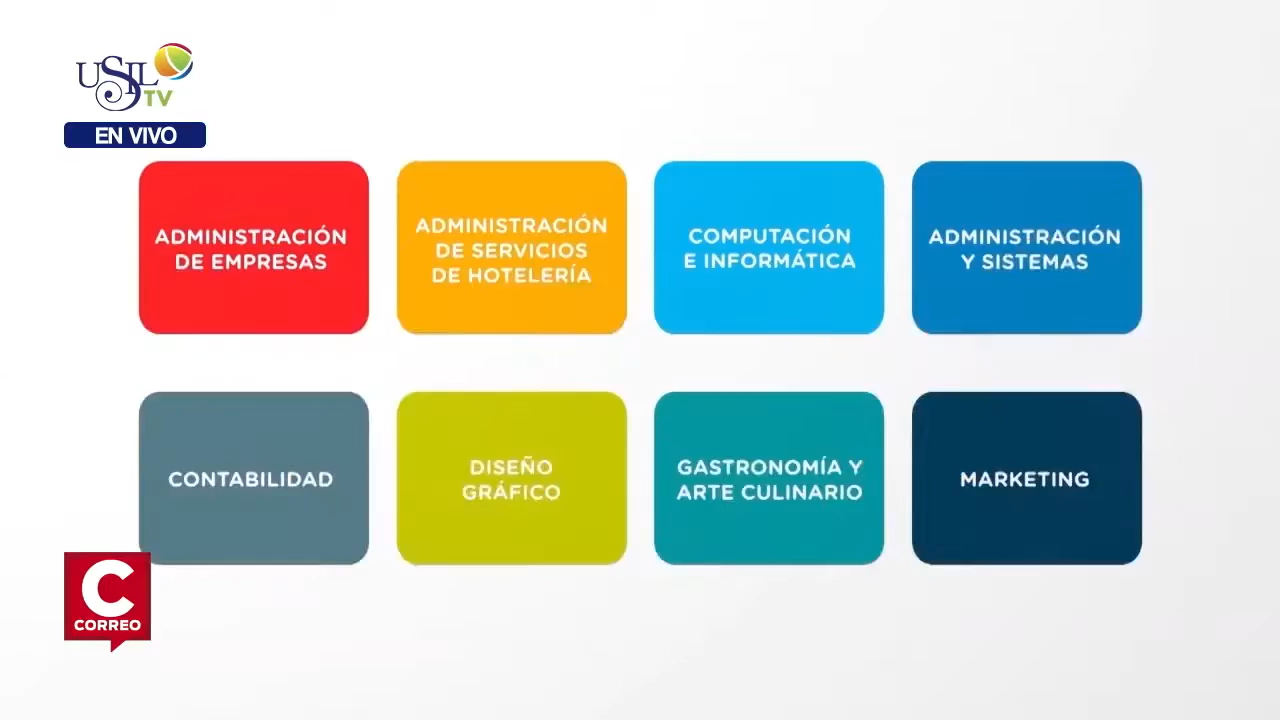 USIL
TV
EN VIVO
ADMINISTRACIÓN
DE EMPRESAS
ADMINISTRACIÓN
DE SERVICIOS
DE HOTELERÍA
COMPUTACIÓN
E INFORMÁTICA
ADMINISTRACIÓN
Y SISTEMAS
CONTABILIDAD
DISEÑO
GRÁFICO
GASTRONOMÍA Y
ARTE CULINARIO
MARKETING
C
CORREO